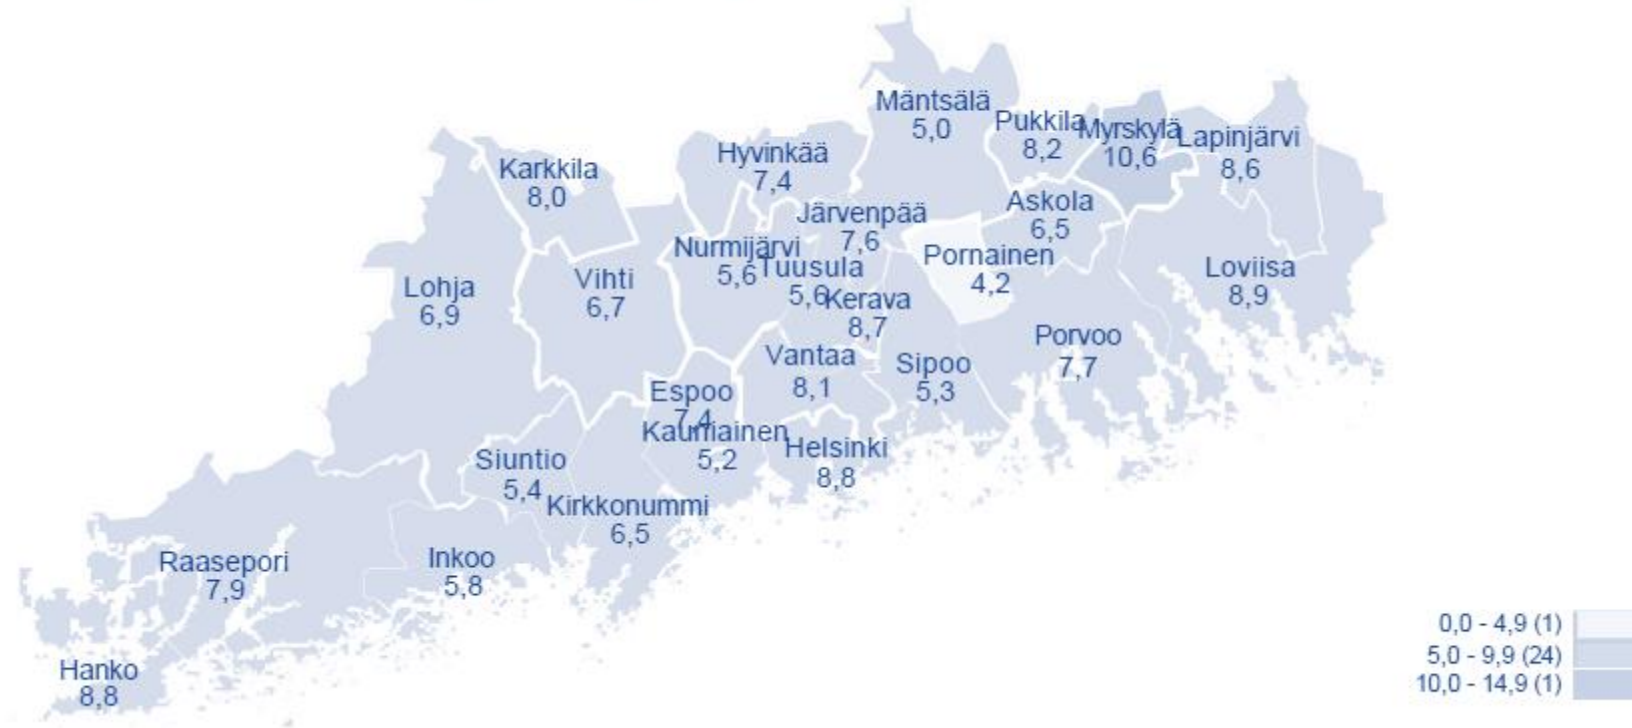 Mäntsälä
5,0
Pukkila
8,2
Myrskylä
10,6
Lapinjärvi
8,6
Hyvinkää
7,4
Karkkila
8,0
Askola
6,5
Järvenpää
7,6
Nurmijärvi
5,6
Pornainen
4,2
Tuusula
5,6
Loviisa
8,9
Lohja
6,9
Vihti
6,7
Kerava
8,7
Porvoo
7,7
Vantaa
8,1
Sipoo
5,3
Espoo
7,4
Kauniainen
5,2
Helsinki
8,8
Siuntio
5,4
Kirkkonummi
6,5
Inkoo
5,8
Raasepori
7,9
Hanko
8,8
0,0 - 4,9 (1)
5,0 - 9,9 (24)
10,0 - 14,9 (1)